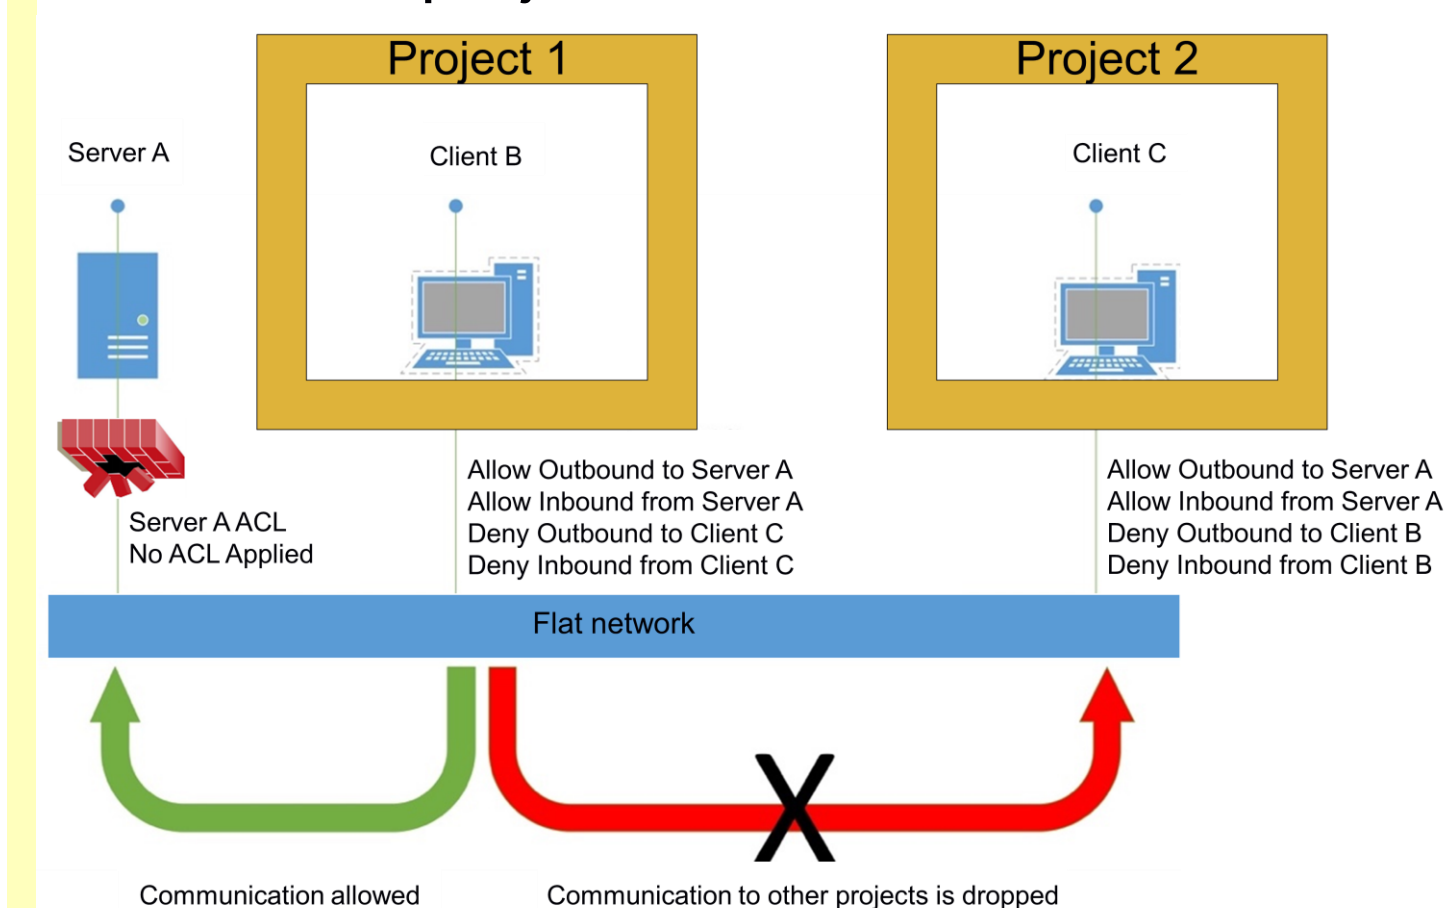 Project 1
Project 2
Server A
Client B
Client C
Allow Outbound to Server A
Allow Inbound from Server A
Deny Outbound to Client C
Deny Inbound from Client C
Allow Outbound to Server A
Allow Inbound from Server A
Deny Outbound to Client B
Deny Inbound from Client B
Server A ACL
No ACL Applied
Flat network
X
Communication allowed
Communication to other projects is dropped